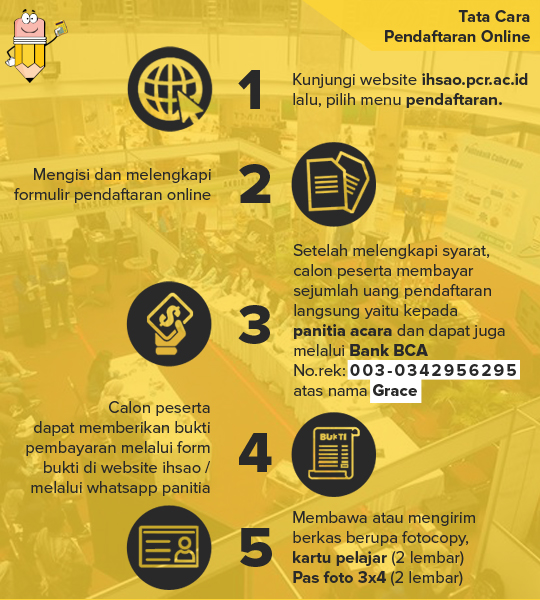 Tata Cara
Pendaftaran Online
1
Kunjungi website ihsao.pcr.ac.id
lalu, pilih menu pendaftaran.
Mengisi dan melengkapi
formulir pendaftaran online
2
3
Setelah melengkapi syarat,
calon peserta membayar
sejumlah uang pendaftaran
langsung yaitu kepada
panitia acara dan dapat juga
melalui Bank BCA
No.rek: 003-0342956295
atas nama Grace
Calon peserta
dapat memberikan bukti
pembayaran melalui form
bukti di website ihsao /
melalui whatsapp panitia
4
BUKTI
5
Membawa atau mengirim
berkas berupa fotocopy,
kartu pelajar (2 lembar)
Pas foto 3x4 (2 lembar)